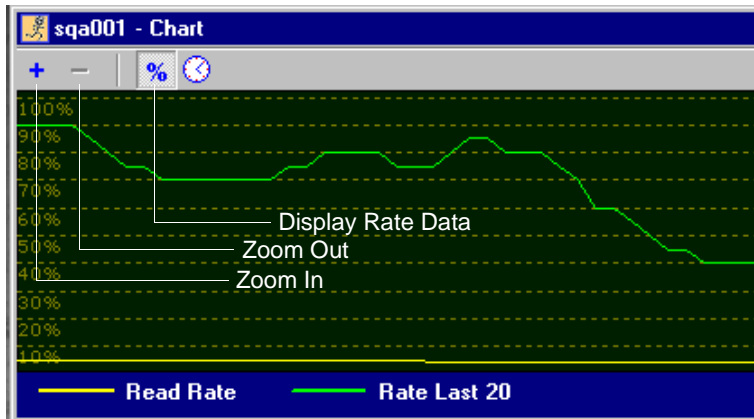 sqa001 - Chart
+ − %
100%
90%
80%
70%
60%
50%
40%
30%
20%
10%
Display Rate Data
Zoom Out
Zoom In
Read Rate Rate Last 20